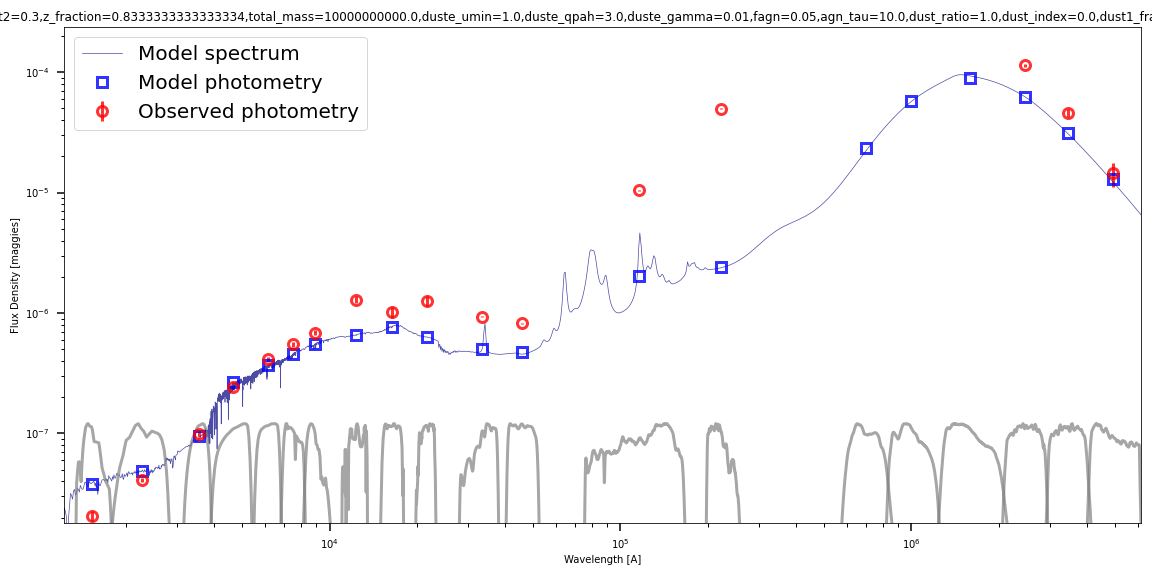 t2=0.3,z_fraction=0.8333333333333334,total_mass=10000000000.0,duste_umin=1.0,duste_qpah=3.0,duste_gamma=0.01,fagn=0.05,agn_tau=10.0,dust_ratio=1.0,dust_index=0.0,dust1_fra
Model spectrum
Model photometry
Observed photometry
10⁻⁴
10⁻⁵
10⁻⁶
10⁻⁷
Flux Density [maggies]
10⁴
10⁵
10⁶
Wavelength [A]